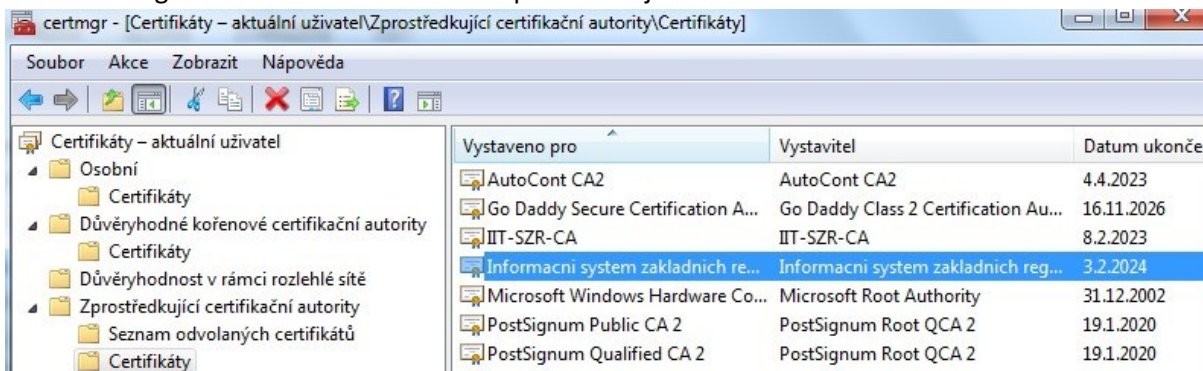 certmgr - [Certifikáty – aktuální uživatel\Zprostředkující certifikační autority\Certifikáty]
Soubor Akce Zobrazit Nápověda
Certifikáty – aktuální uživatel
Osobní
Certifikáty
Důvěryhodné kořenové certifikační autority
Certifikáty
Důvěryhodnost v rámci rozlehlé sítě
Zprostředkující certifikační autority
Seznam odvolaných certifikátů
Certifikáty
Vystaveno pro Vystavitel Datum ukonče
AutoCont CA2 AutoCont CA2 4.4.2023
Go Daddy Secure Certification A... Go Daddy Class 2 Certification Au... 16.11.2026
IIT-SZR-CA IIT-SZR-CA 8.2.2023
Informacni system zakladnich re... Informacni system zakladnich reg... 3.2.2024
Microsoft Windows Hardware Co... Microsoft Root Authority 31.12.2002
PostSignum Public CA 2 PostSignum Root QCA 2 19.1.2020
PostSignum Qualified CA 2 PostSignum Root QCA 2 19.1.2020